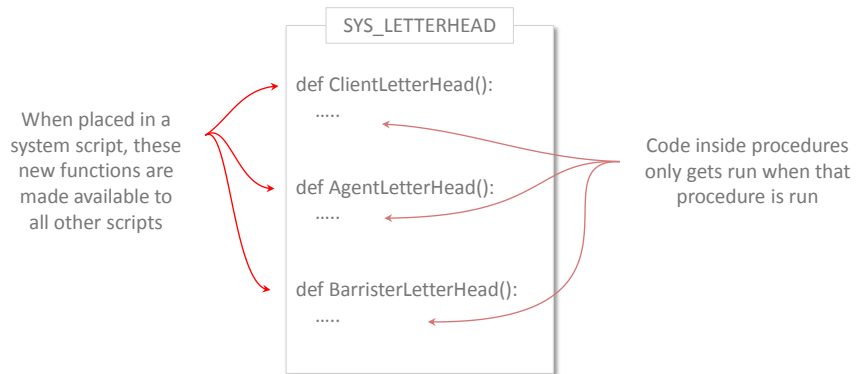 SYS_LETTERHEAD
When placed in a
system script, these
new functions are
made available to
all other scripts
def ClientLetterHead():
.....
def AgentLetterHead():
.....
def BarristerLetterHead():
.....
Code inside procedures
only gets run when that
procedure is run